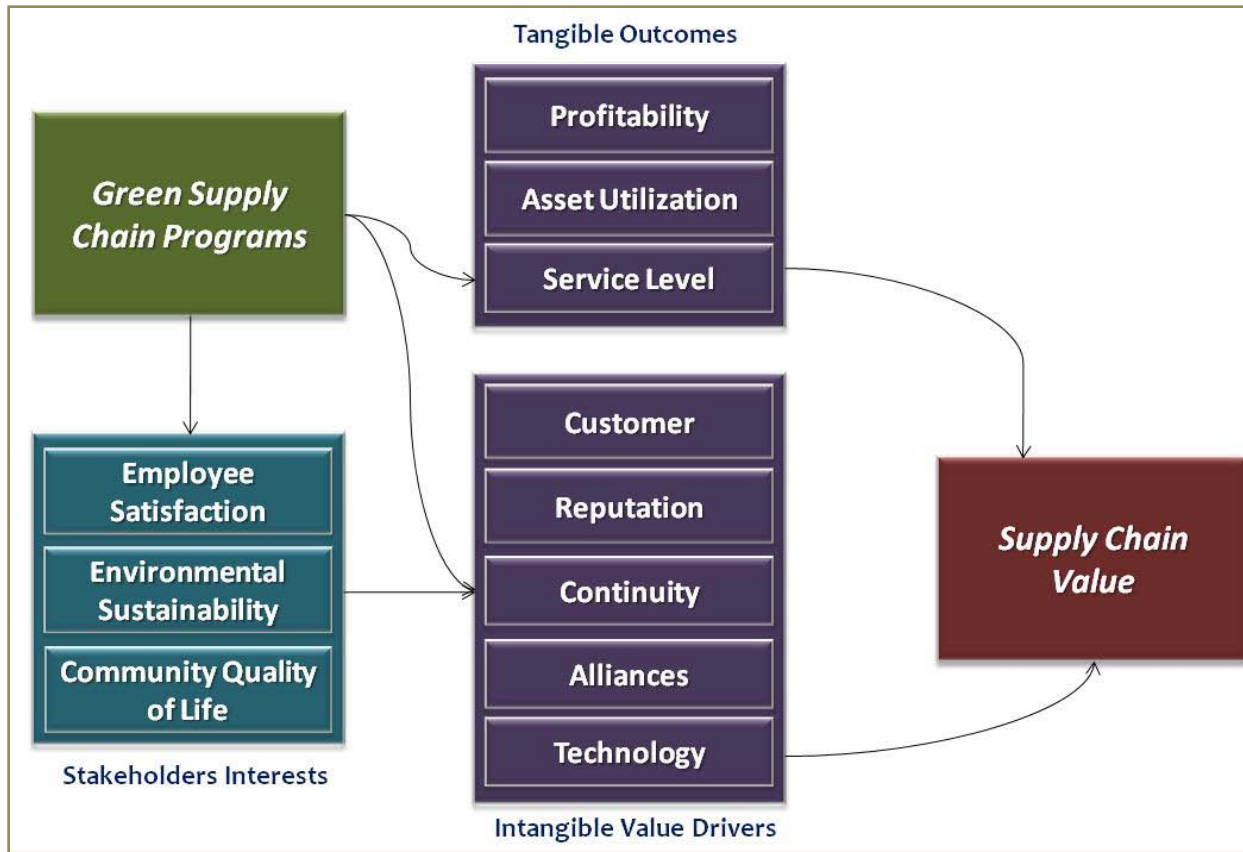 Tangible Outcomes
Profitability
Asset Utilization
Service Level
Green Supply
Chain Programs
Employee
Satisfaction
Environmental
Sustainability
Community Quality
of Life
Stakeholders Interests
Customer
Reputation
Continuity
Alliances
Technology
Intangible Value Drivers
Supply Chain
Value